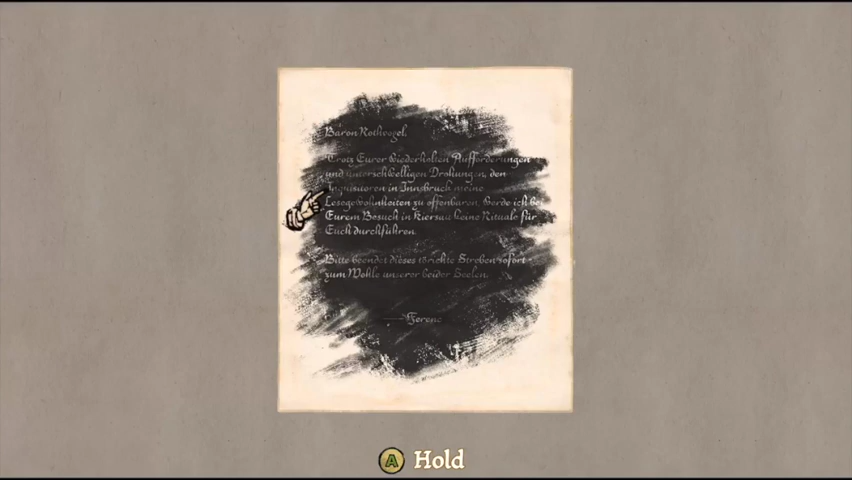 Baron Rothvogel,
Trotz Eurer wiederholten Aufforderungen
und unterschwelligen Drohungen, den
Inquisitoren in Innsbruck meine
Lesegewohnheiten zu offenbaren, werde ich bei
Eurem Besuch in Kiersau keine Rituale für
Euch durchführen.
Bitte beendet dieses törichte Streben sofort
zum Wohle unserer beider Seelen.
—Ferenc
A Hold